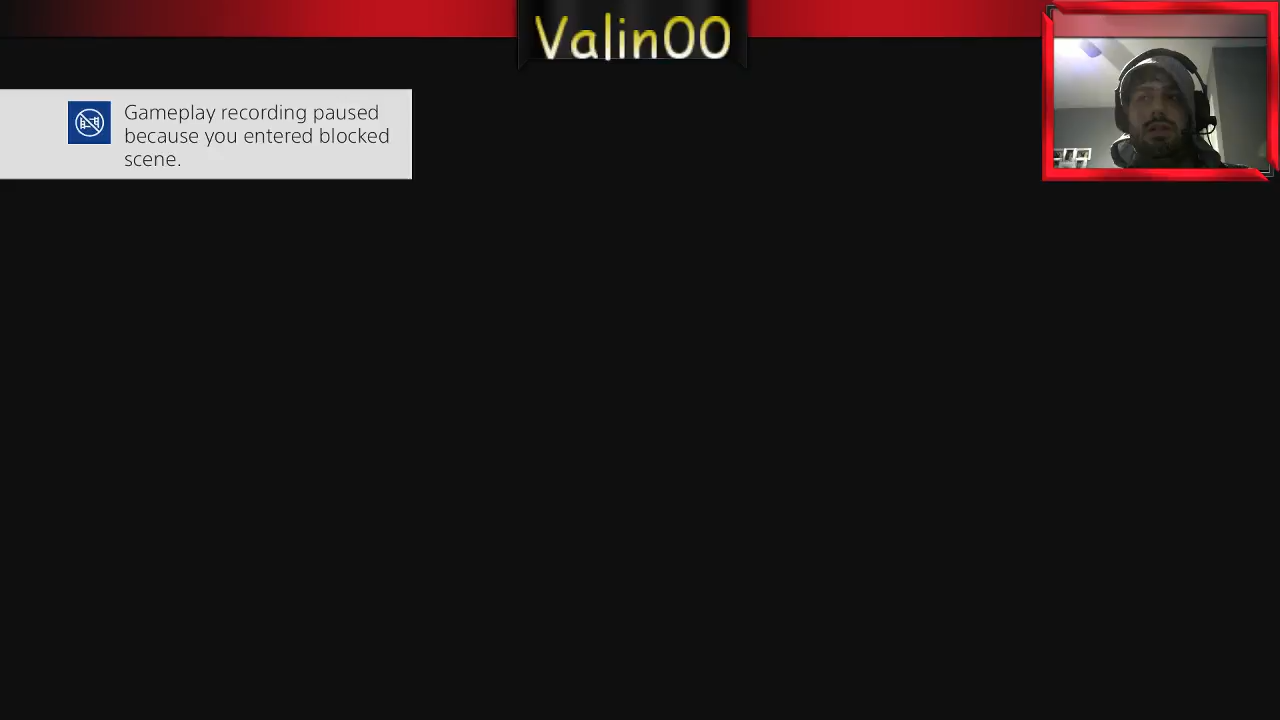 Valin00
Gameplay recording paused
because you entered blocked
scene.